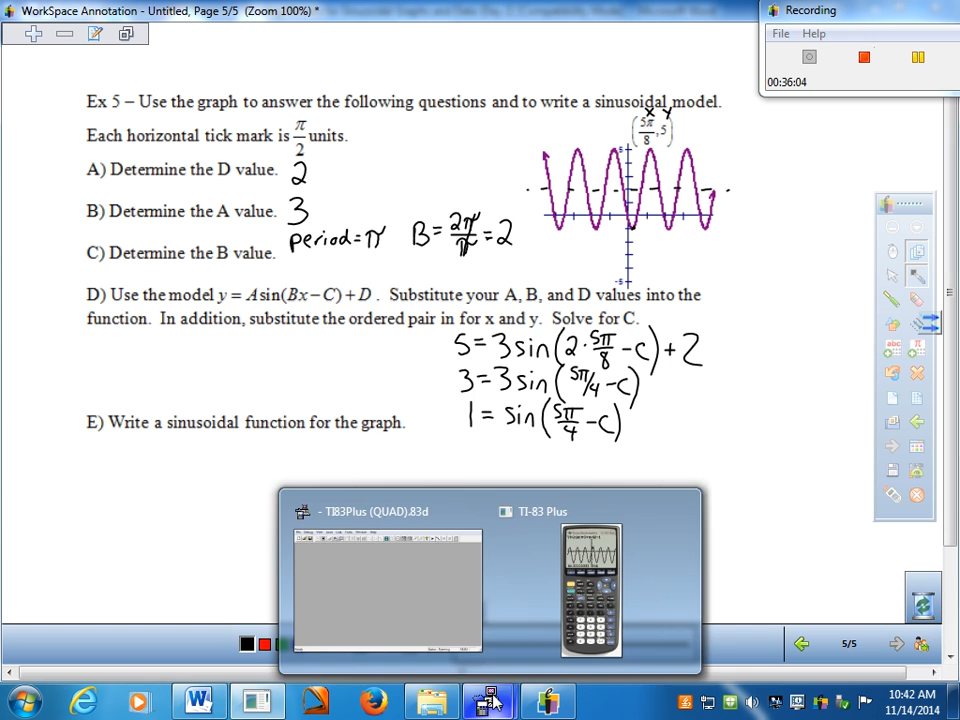 WorkSpace Annotation - Untitled, Page 5/5 (Zoom 100%) *
Recording
File Help
00:36:04
Ex 5 – Use the graph to answer the following questions and to write a sinusoidal model.
x y
Each horizontal tick mark is π/2 units.
(5π/8, 5)
5
A) Determine the D value. 2
B) Determine the A value. 3
period = π B = 2π/π = 2
C) Determine the B value.
-5
D) Use the model y = A sin(Bx − C) + D . Substitute your A, B, and D values into the
function. In addition, substitute the ordered pair in for x and y. Solve for C.
5 = 3 sin(2 · 5π/8 − C) + 2
3 = 3 sin(5π/4 − C)
1 = sin(5π/4 − C)
E) Write a sinusoidal function for the graph.
- TI83Plus (QUAD).83d
TI-83 Plus
abc
π
5/5
10:42 AM
11/14/2014